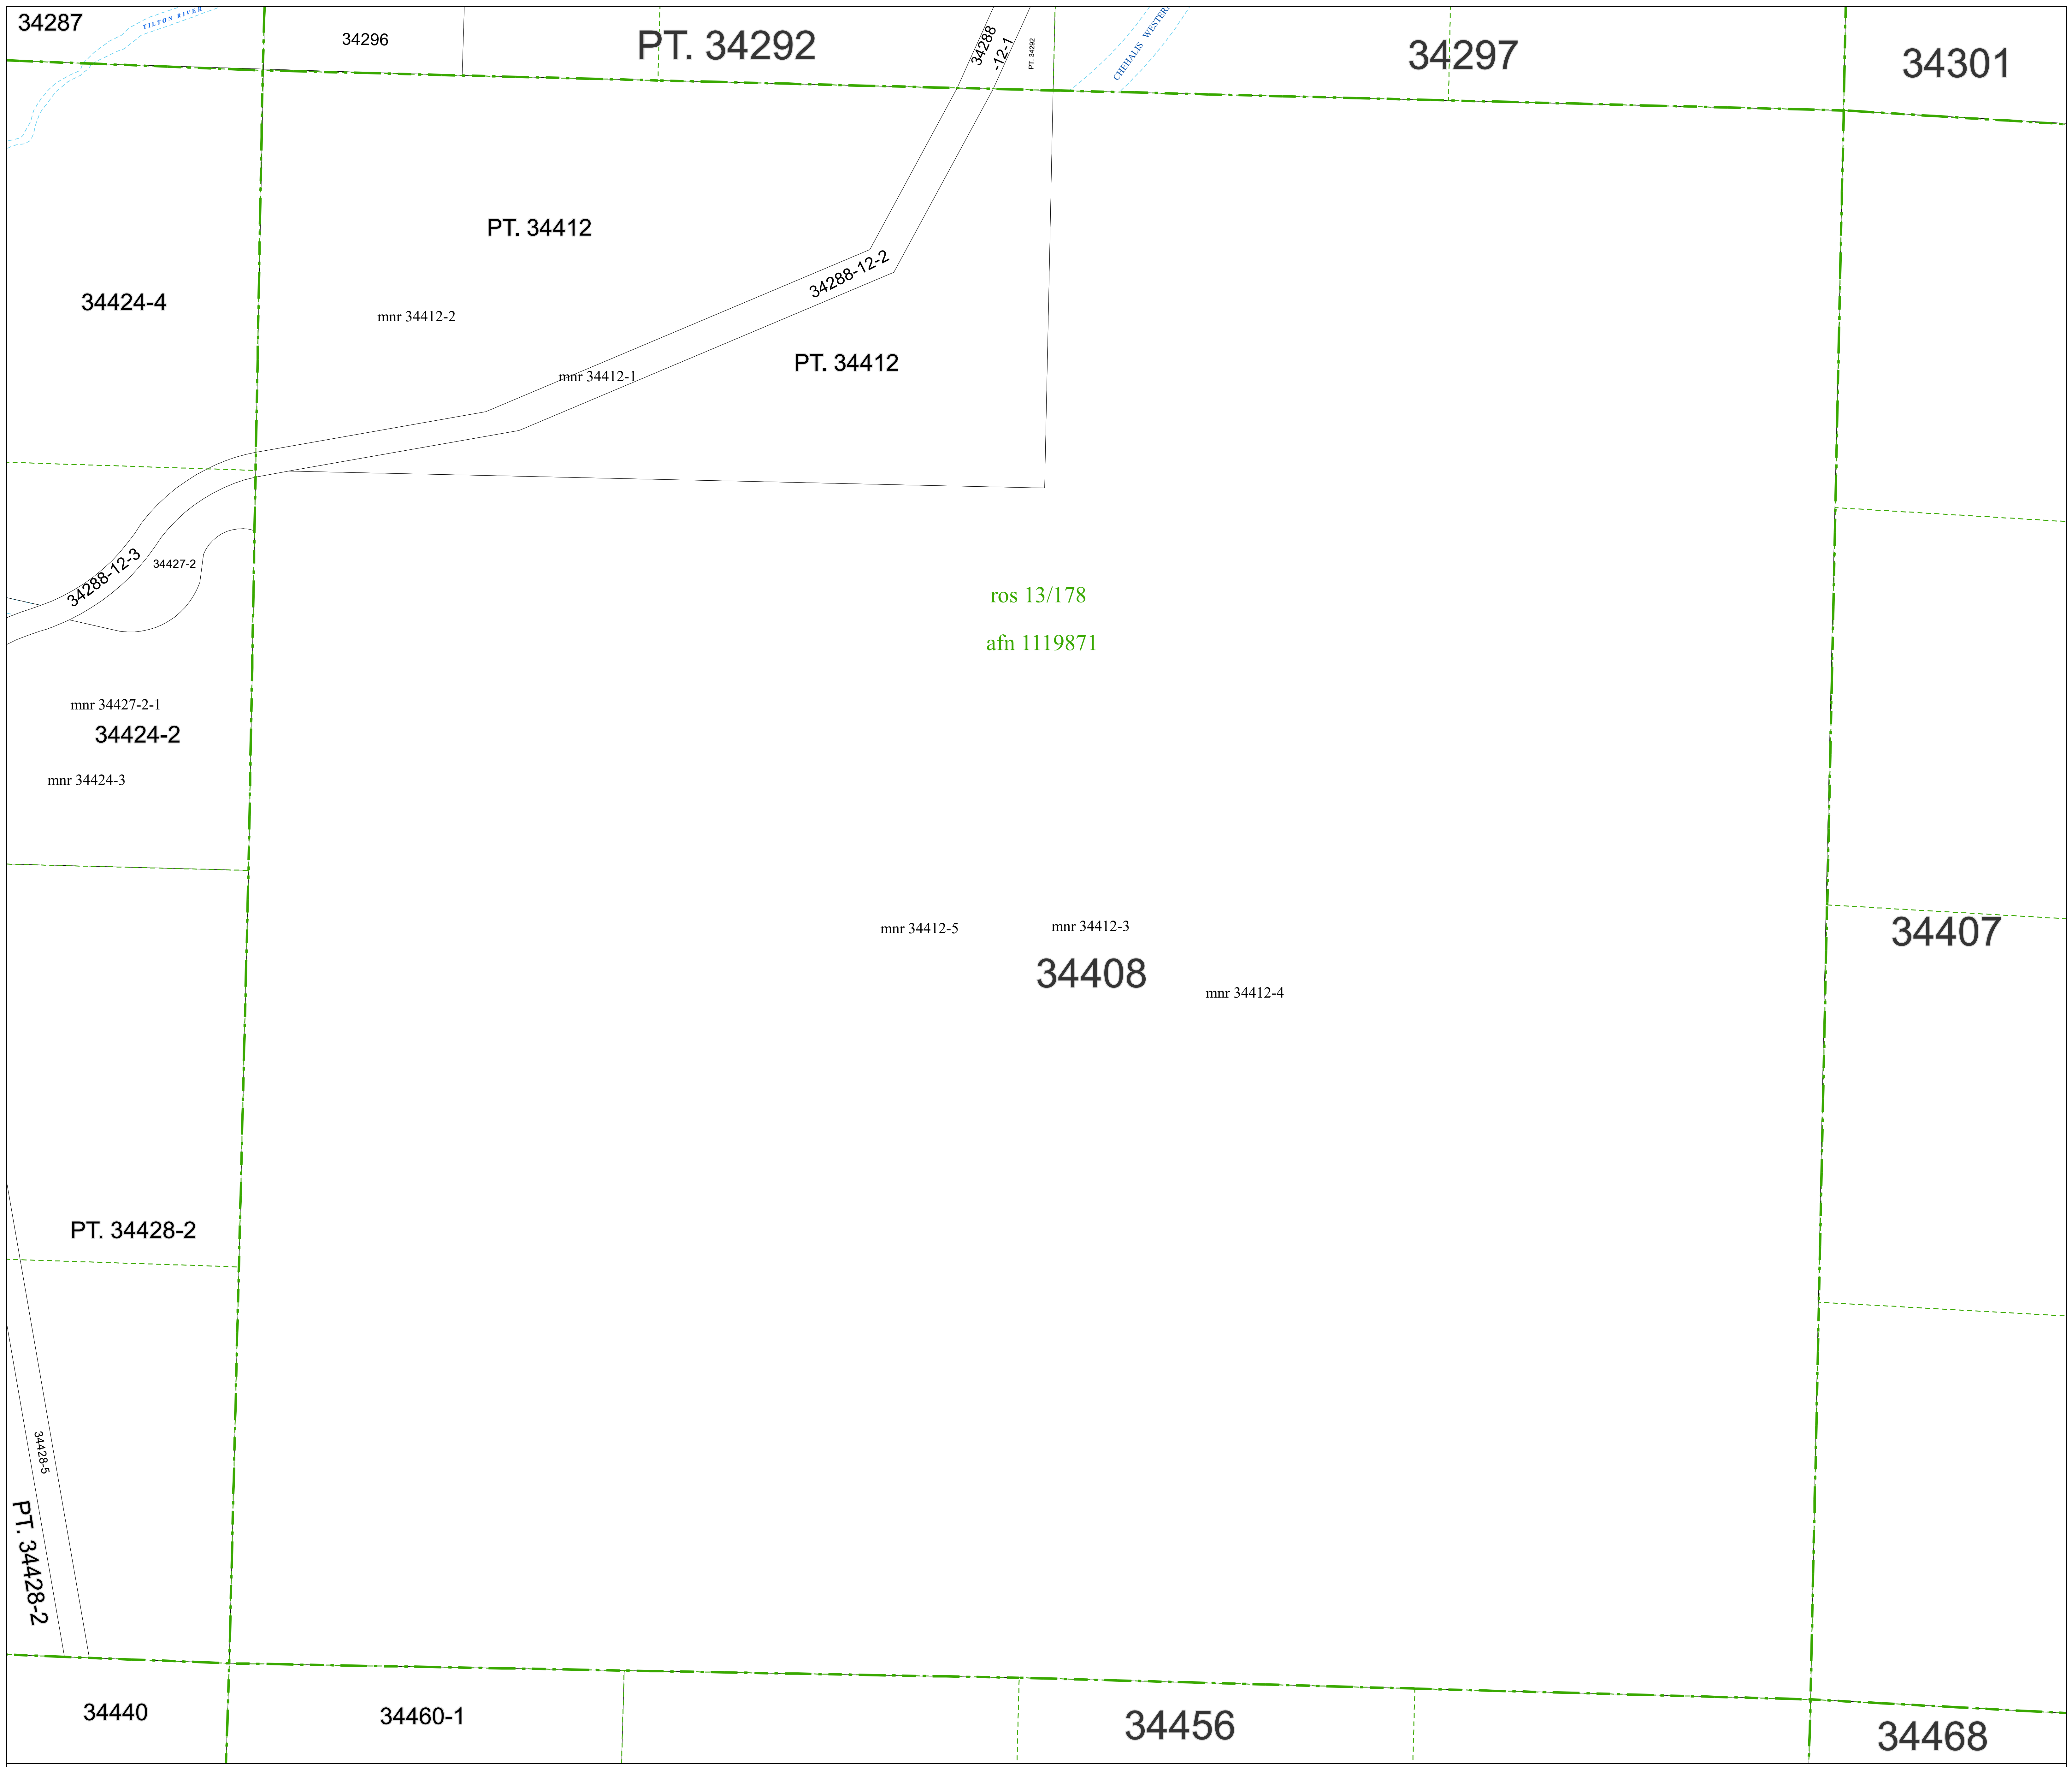 34287
TILTON RIVER
34296
PT. 34292
34288
-12-1
PT. 34292
CHEHALIS WESTERN
34297
34301
PT. 34412
34288-12-2
34424-4
mnr 34412-2
PT. 34412
mnr 34412-1
34288-12-3
34427-2
ros 13/178
afn 1119871
mnr 34427-2-1
34424-2
mnr 34424-3
mnr 34412-5
mnr 34412-3
34407
34408
mnr 34412-4
PT. 34428-2
34428-5
PT. 34428-2
34440
34460-1
34456
34468